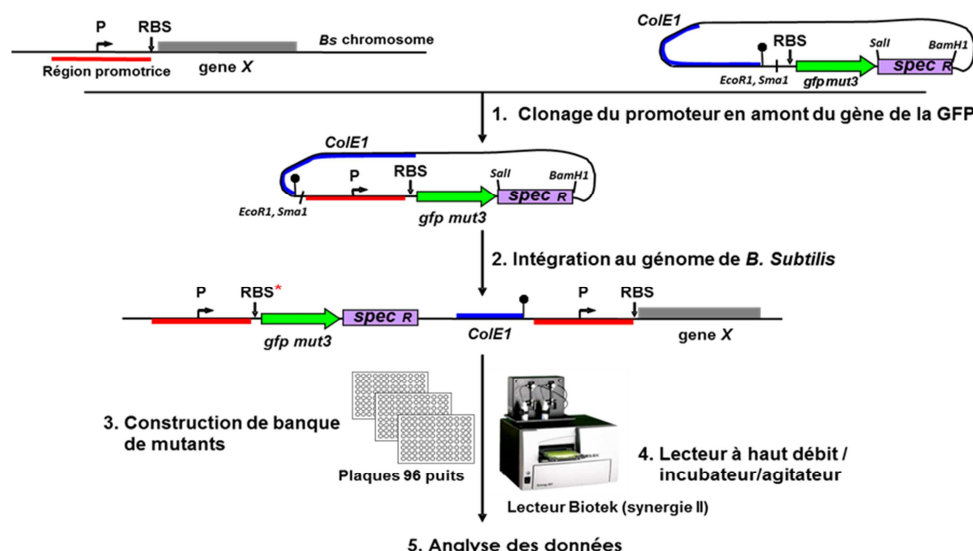 P
RBS
Bs chromosome
Région promotrice
gene X
ColE1
RBS
SalI
BamH1
EcoR1, Sma1
gfp mut3
spec R
1. Clonage du promoteur en amont du gène de la GFP
ColE1
P
RBS
SalI
BamH1
EcoR1, Sma1
gfp mut3
spec R
2. Intégration au génome de B. Subtilis
P
RBS*
P
RBS
gfp mut3
spec R
ColE1
gene X
3. Construction de banque
de mutants
Plaques 96 puits
4. Lecteur à haut débit /
incubateur/agitateur
Lecteur Biotek (synergie II)
5. Analyse des données